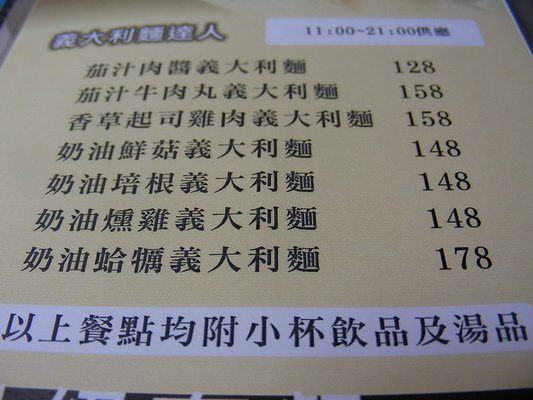 義大利麵達人
11:00~21:00供應
茄汁肉醬義大利麵 128
茄汁牛肉丸義大利麵 158
香草起司雞肉義大利麵 158
奶油鮮菇義大利麵 148
奶油培根義大利麵 148
奶油燻雞義大利麵 148
奶油蛤蠣義大利麵 178
以上餐點均附小杯飲品及湯品